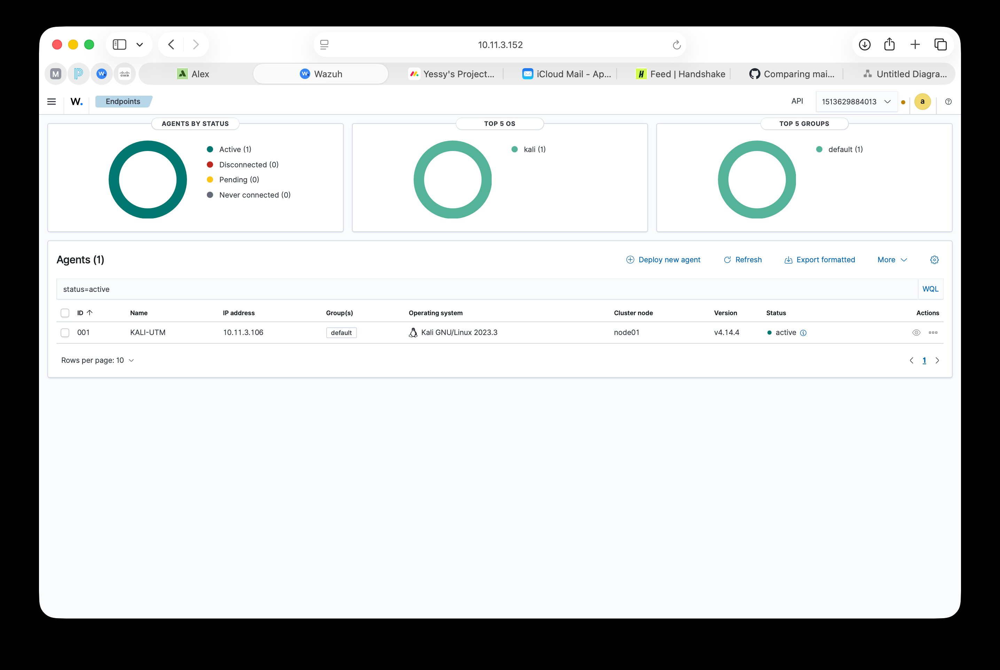 10.11.3.152
M
W.
CISCO
Alex
W. Wazuh
Yessy's Project...
iCloud Mail - Ap...
H Feed | Handshake
Comparing mai...
Untitled Diagra...
W.
Endpoints
API
1513629884013
a
AGENTS BY STATUS
Active (1)
Disconnected (0)
Pending (0)
Never connected (0)
TOP 5 OS
kali (1)
TOP 5 GROUPS
default (1)
Agents (1)
Deploy new agent
Refresh
Export formatted
More
status=active
WQL
ID Name IP address Group(s) Operating system Cluster node Version Status Actions
001 KALI-UTM 10.11.3.106 default Kali GNU/Linux 2023.3 node01 v4.14.4 active
Rows per page: 10
1